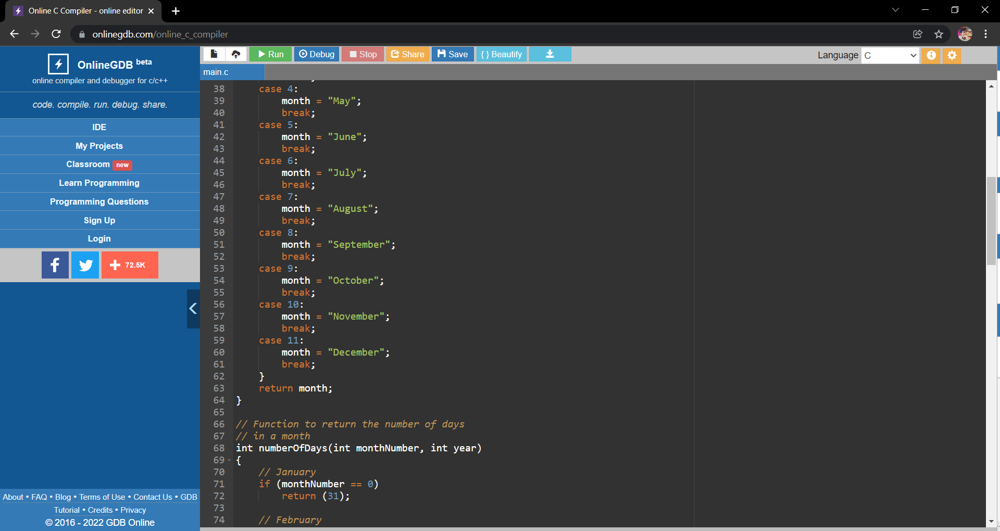 Online C Compiler - online editor
onlinegdb.com/online_c_compiler
OnlineGDB beta
online compiler and debugger for c/c++
code. compile. run. debug. share.
IDE
My Projects
Classroom new
Learn Programming
Programming Questions
Sign Up
Login
72.5K
About • FAQ • Blog • Terms of Use • Contact Us • GDB
Tutorial • Credits • Privacy
© 2016 - 2022 GDB Online
Run Debug Stop Share Save { } Beautify
Language C
main.c
38 case 4:
39 month = "May";
40 break;
41 case 5:
42 month = "June";
43 break;
44 case 6:
45 month = "July";
46 break;
47 case 7:
48 month = "August";
49 break;
50 case 8:
51 month = "September";
52 break;
53 case 9:
54 month = "October";
55 break;
56 case 10:
57 month = "November";
58 break;
59 case 11:
60 month = "December";
61 break;
62 }
63 return month;
64 }
65
66 // Function to return the number of days
67 // in a month
68 int numberOfDays(int monthNumber, int year)
69 {
70 // January
71 if (monthNumber == 0)
72 return (31);
73
74 // February